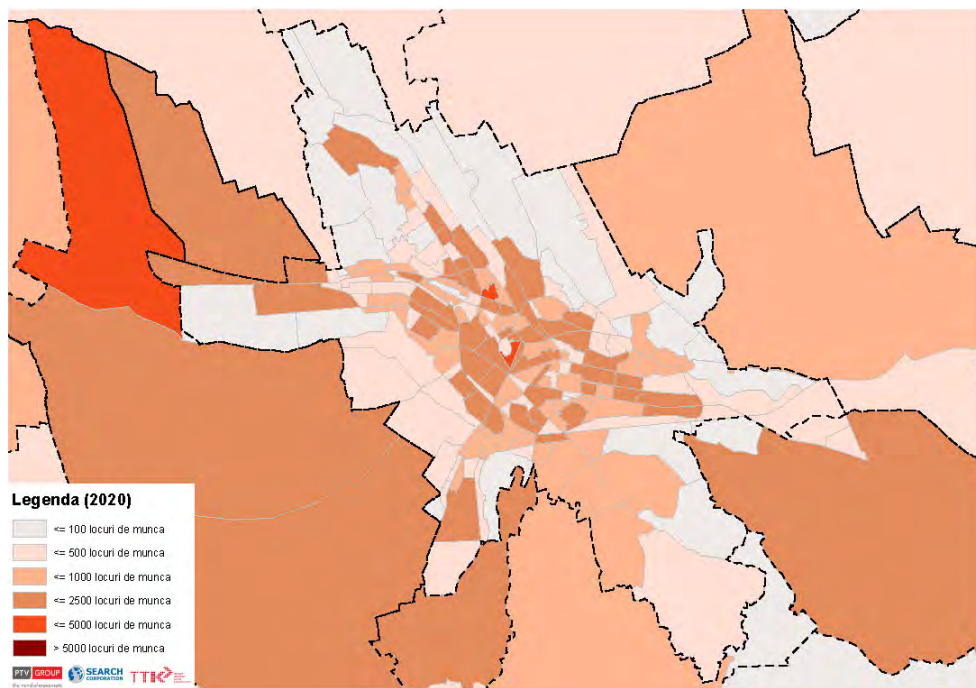 Legenda (2020)
<= 100 locuri de munca
<= 500 locuri de munca
<= 1000 locuri de munca
<= 2500 locuri de munca
<= 5000 locuri de munca
> 5000 locuri de munca
PTV GROUP
SEARCH
CORPORATION
TTK